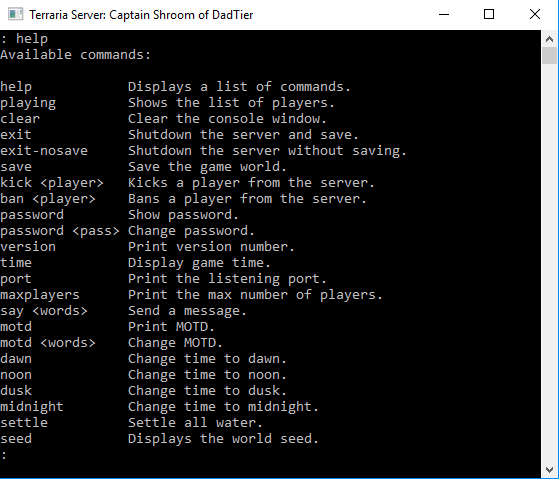 Terraria Server: Captain Shroom of DadTier
: help
Available commands:
help Displays a list of commands.
playing Shows the list of players.
clear Clear the console window.
exit Shutdown the server and save.
exit-nosave Shutdown the server without saving.
save Save the game world.
kick <player> Kicks a player from the server.
ban <player> Bans a player from the server.
password Show password.
password <pass> Change password.
version Print version number.
time Display game time.
port Print the listening port.
maxplayers Print the max number of players.
say <words> Send a message.
motd Print MOTD.
motd <words> Change MOTD.
dawn Change time to dawn.
noon Change time to noon.
dusk Change time to dusk.
midnight Change time to midnight.
settle Settle all water.
seed Displays the world seed.
: